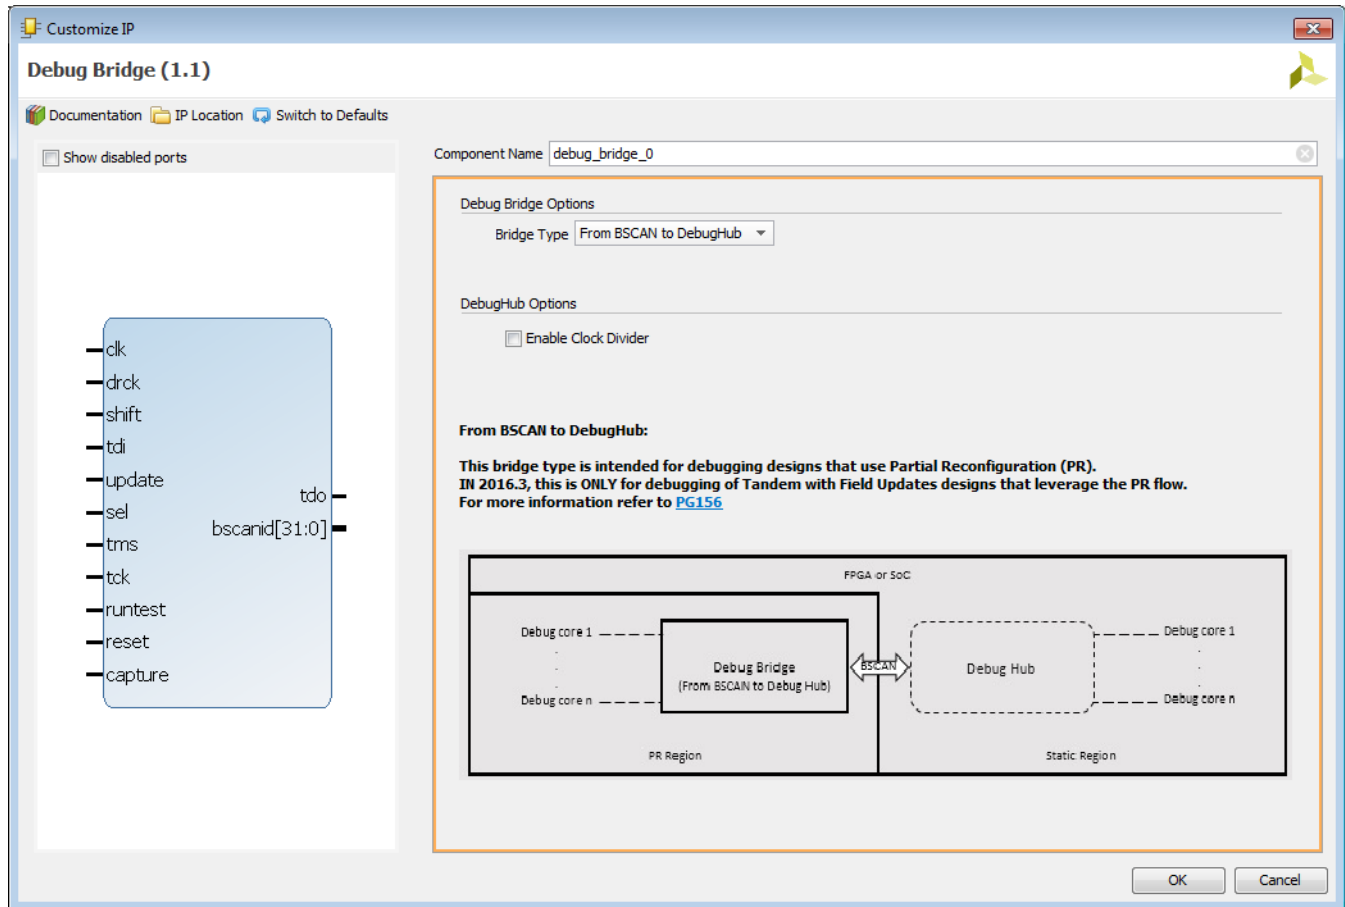 Customize IP
Debug Bridge (1.1)
Documentation IP Location Switch to Defaults
Show disabled ports
Component Name debug_bridge_0
Debug Bridge Options
Bridge Type From BSCAN to DebugHub
DebugHub Options
Enable Clock Divider
clk
drck
shift
tdi
update
sel
tms
tck
runtest
reset
capture
tdo
bscanid[31:0]
From BSCAN to DebugHub:
This bridge type is intended for debugging designs that use Partial Reconfiguration (PR).
IN 2016.3, this is ONLY for debugging of Tandem with Field Updates designs that leverage the PR flow.
For more information refer to PG156
FPGA or SoC
Debug core 1
Debug core n
Debug Bridge
(From BSCAN to Debug Hub)
PR Region
BSCAN
Debug Hub
Debug core 1
Debug core n
Static Region
OK Cancel